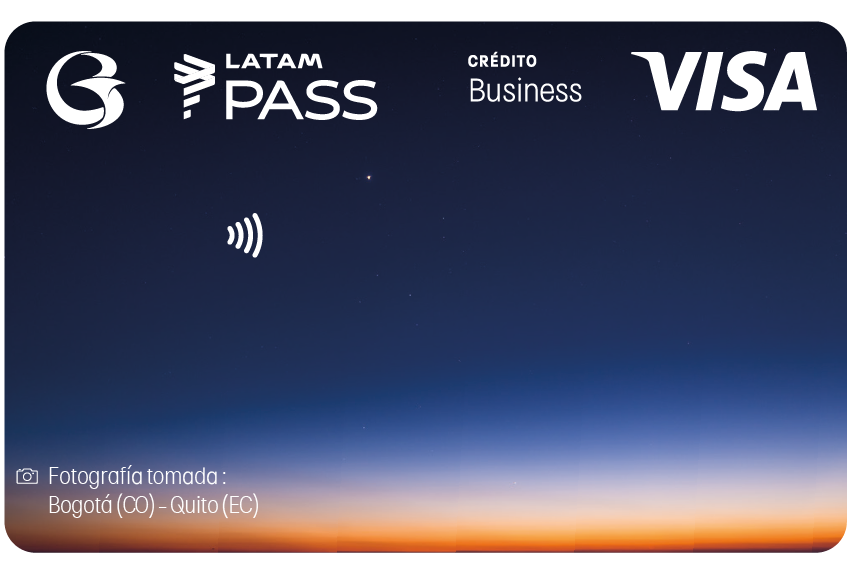 LATAM
PASS
CRÉDITO
Business
VISA
Fotografía tomada :
Bogotá (CO) – Quito (EC)